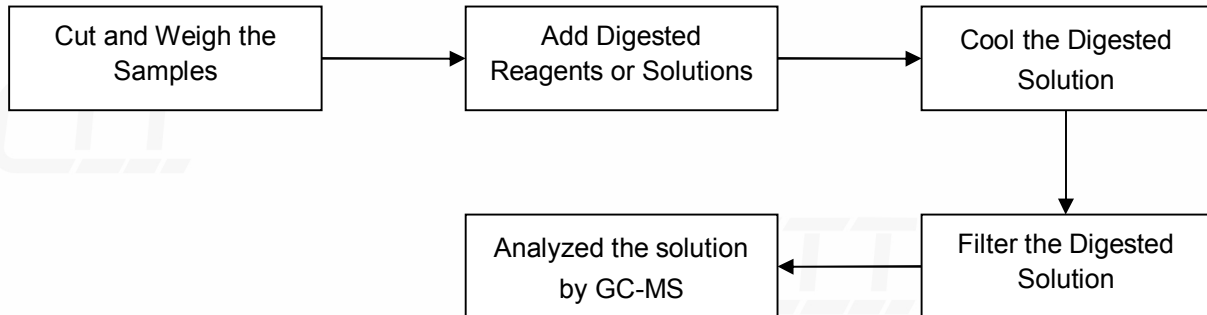 Cut and Weigh the
Samples
Add Digested
Reagents or Solutions
Cool the Digested
Solution
Filter the Digested
Solution
Analyzed the solution
by GC-MS